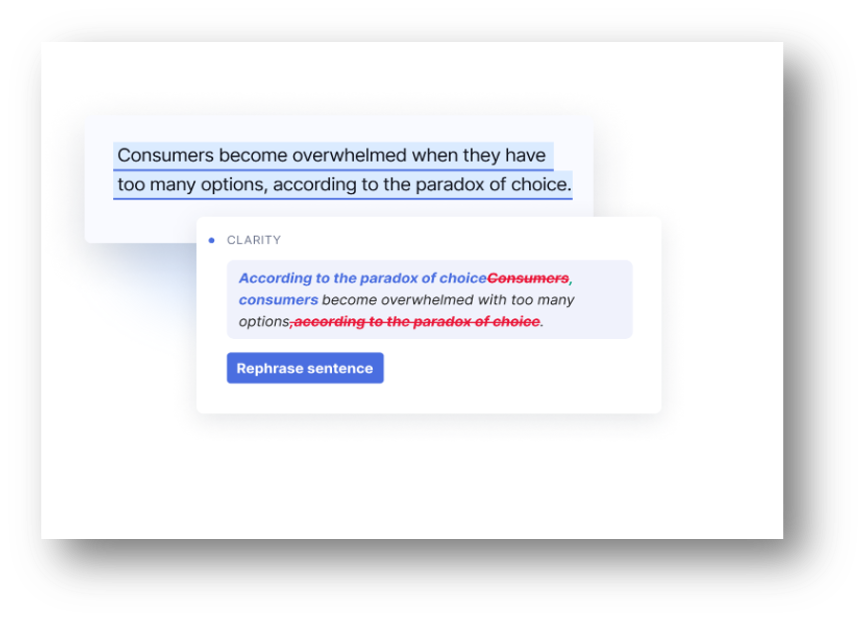 Consumers become overwhelmed when they have
too many options, according to the paradox of choice.
CLARITY
According to the paradox of choiceConsumers,
consumers become overwhelmed with too many
options,according to the paradox of choice.
Rephrase sentence